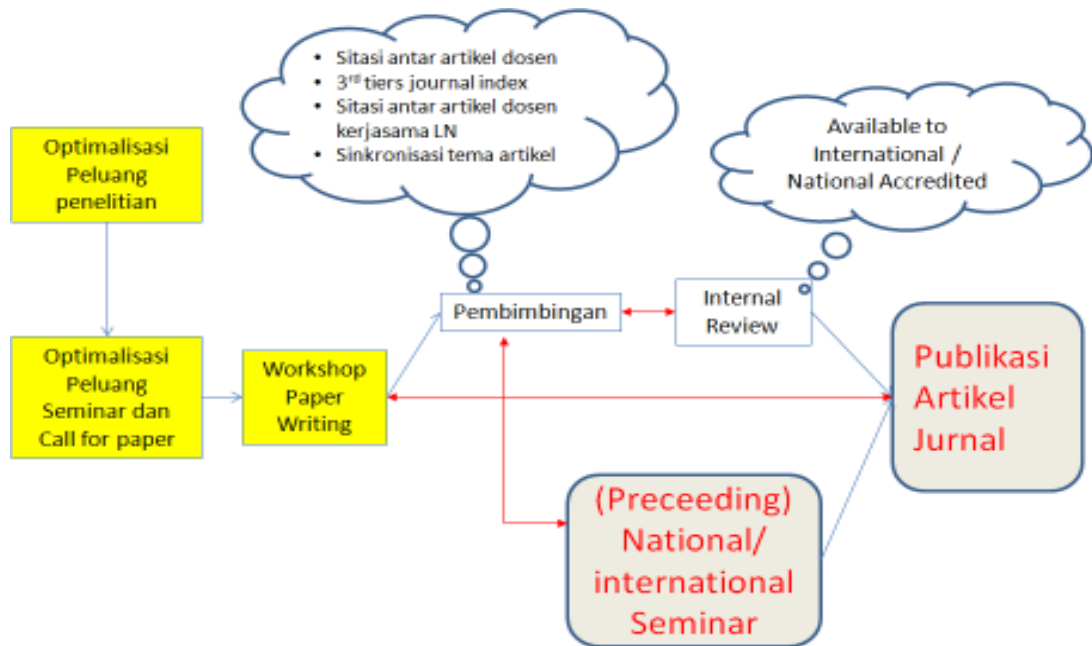 • Sitasi antar artikel dosen
• 3rd tiers journal index
• Sitasi antar artikel dosen
kerjasama LN
• Sinkronisasi tema artikel
Available to
International /
National Accredited
Optimalisasi
Peluang
penelitian
Pembimbingan
Internal
Review
Optimalisasi
Peluang
Seminar dan
Call for paper
Workshop
Paper
Writing
Publikasi
Artikel
Jurnal
(Preceeding)
National/
international
Seminar